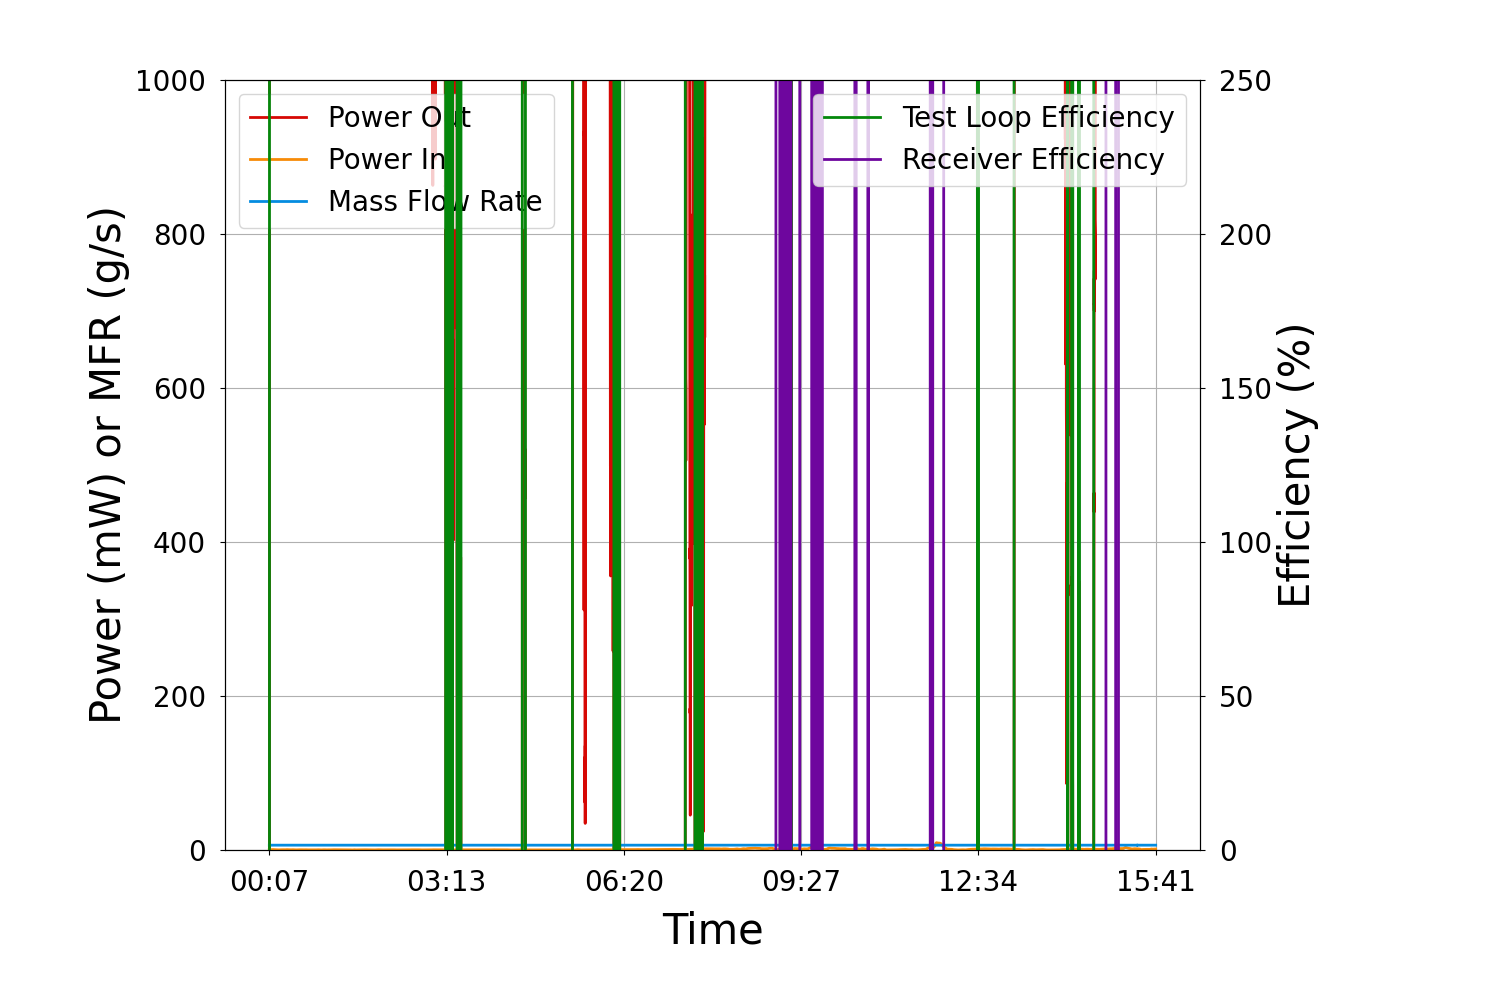 1000
800
600
400
200
0
Power (mW) or MFR (g/s)
Power Out
Power In
Mass Flow Rate
Test Loop Efficiency
Receiver Efficiency
250
200
150
100
50
0
Efficiency (%)
00:07 03:13 06:20 09:27 12:34 15:41
Time